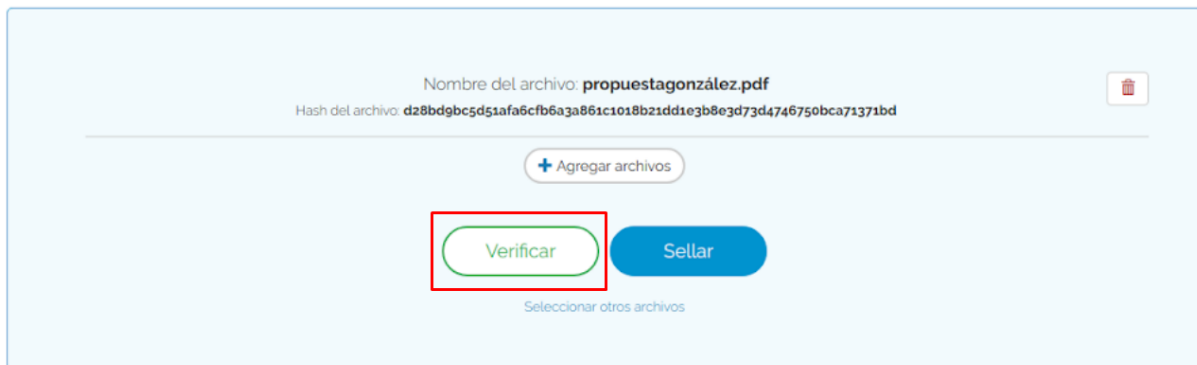 Nombre del archivo: propuestagonzález.pdf
Hash del archivo: d28bd9bc5d51afa6cfb6a3a861c1018b21dd1e3b8e3d73d4746750bca71371bd
+ Agregar archivos
Verificar
Sellar
Seleccionar otros archivos